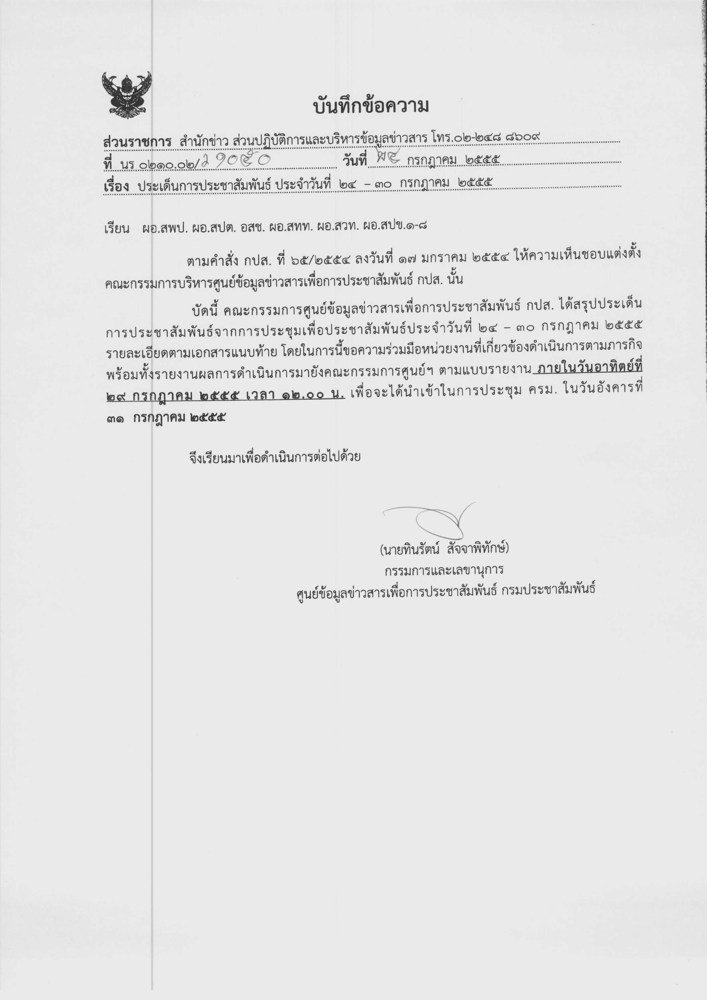 บันทึกข้อความ
ส่วนราชการ สำนักข่าว ส่วนปฏิบัติการและบริหารข้อมูลข่าวสาร โทร.๐๒-๒๔๘ ๘๖๐๙
ที่ นร ๐๒๑๐.๐๒/ วันที่ ๒๔ กรกฎาคม ๒๕๕๕
เรื่อง ประเด็นการประชาสัมพันธ์ ประจำวันที่ ๒๔ – ๓๐ กรกฎาคม ๒๕๕๕
เรียน ผอ.สพป. ผอ.สปต. อสช. ผอ.สทท. ผอ.สวท. ผอ.สปข.๑-๘
ตามคำสั่ง กปส. ที่ ๖๕/๒๕๕๔ ลงวันที่ ๑๗ มกราคม ๒๕๕๔ ให้ความเห็นชอบแต่งตั้ง
คณะกรรมการบริหารศูนย์ข้อมูลข่าวสารเพื่อการประชาสัมพันธ์ กปส. นั้น
บัดนี้ คณะกรรมการศูนย์ข้อมูลข่าวสารเพื่อการประชาสัมพันธ์ กปส. ได้สรุปประเด็น
การประชาสัมพันธ์จากการประชุมเพื่อประชาสัมพันธ์ประจำวันที่ ๒๔ – ๓๐ กรกฎาคม ๒๕๕๕
รายละเอียดตามเอกสารแนบท้าย โดยในการนี้ขอความร่วมมือหน่วยงานที่เกี่ยวข้องดำเนินการตามภารกิจ
พร้อมทั้งรายงานผลการดำเนินการมายังคณะกรรมการศูนย์ฯ ตามแบบรายงาน ภายในวันอาทิตย์ที่
๒๙ กรกฎาคม ๒๕๕๕ เวลา ๑๒.๐๐ น. เพื่อจะได้นำเข้าในการประชุม ครม. ในวันอังคารที่
๓๑ กรกฎาคม ๒๕๕๕
จึงเรียนมาเพื่อดำเนินการต่อไปด้วย
(นายทินรัตน์ สัจจาพิทักษ์)
กรรมการและเลขานุการ
ศูนย์ข้อมูลข่าวสารเพื่อการประชาสัมพันธ์ กรมประชาสัมพันธ์